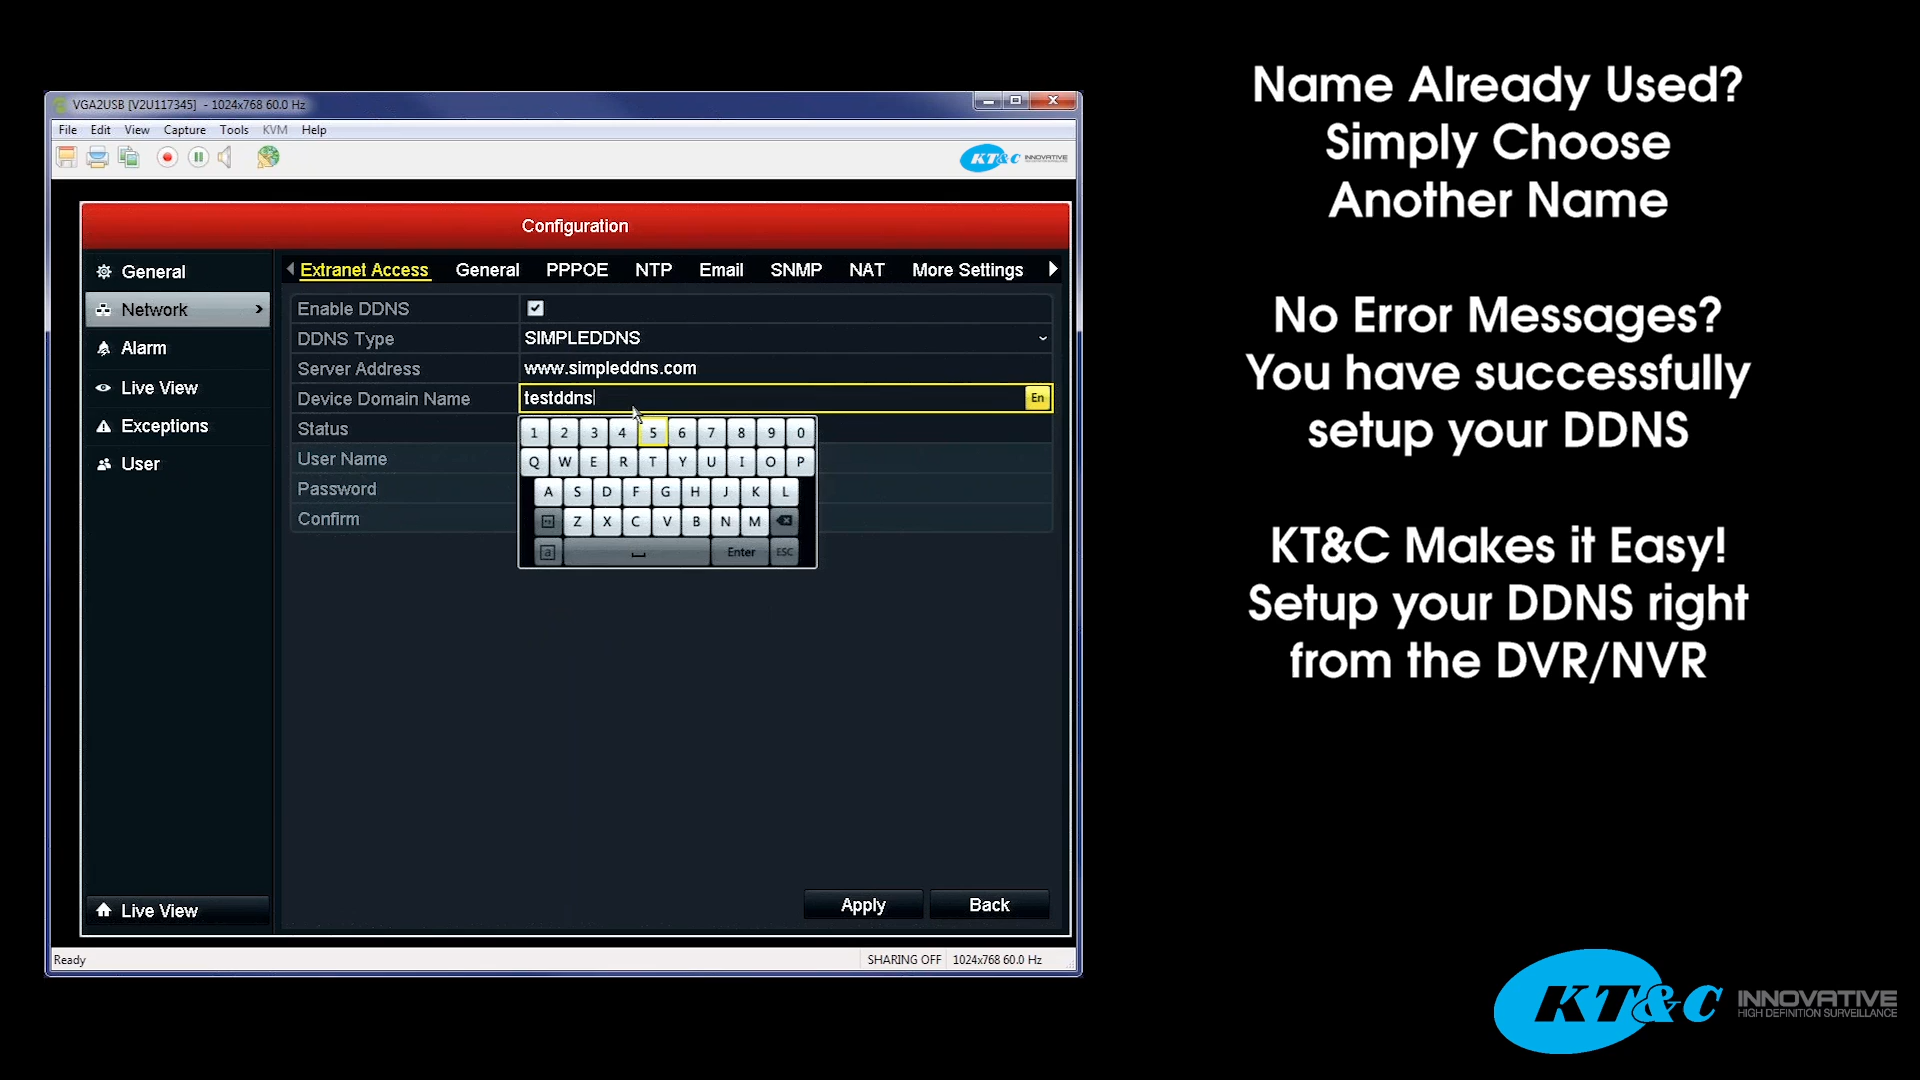 VGA2USB [V2U117345] - 1024x768 60.0 Hz
File Edit View Capture Tools KVM Help
KT&C INNOVATIVE
Configuration
General
Network
Alarm
Live View
Exceptions
User
Live View
Extranet Access General PPPOE NTP Email SNMP NAT More Settings
Enable DDNS
DDNS Type SIMPLEDDNS
Server Address www.simpleddns.com
Device Domain Name testddns En
Status
User Name
Password
Confirm
1 2 3 4 5 6 7 8 9 0
Q W E R T Y U I O P
A S D F G H J K L
Z X C V B N M
a Enter ESC
Apply Back
Ready SHARING OFF 1024x768 60.0 Hz
Name Already Used?
Simply Choose
Another Name
No Error Messages?
You have successfully
setup your DDNS
KT&C Makes it Easy!
Setup your DDNS right
from the DVR/NVR
KT&C INNOVATIVE
HIGH DEFINITION SURVEILLANCE